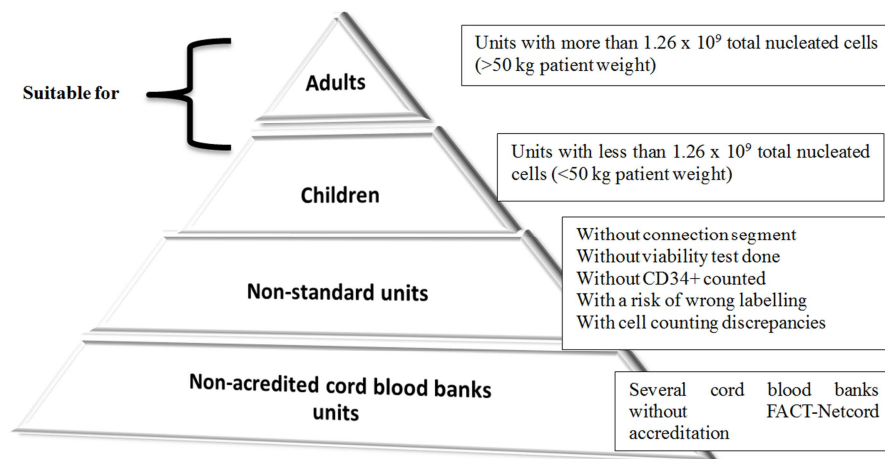 Suitable for
Adults
Units with more than 1.26 x 10⁹ total nucleated cells
(>50 kg patient weight)
Children
Units with less than 1.26 x 10⁹ total nucleated
cells (<50 kg patient weight)
Non-standard units
Without connection segment
Without viability test done
Without CD34+ counted
With a risk of wrong labelling
With cell counting discrepancies
Non-acredited cord blood banks
units
Several cord blood banks
without FACT-Netcord
accreditation